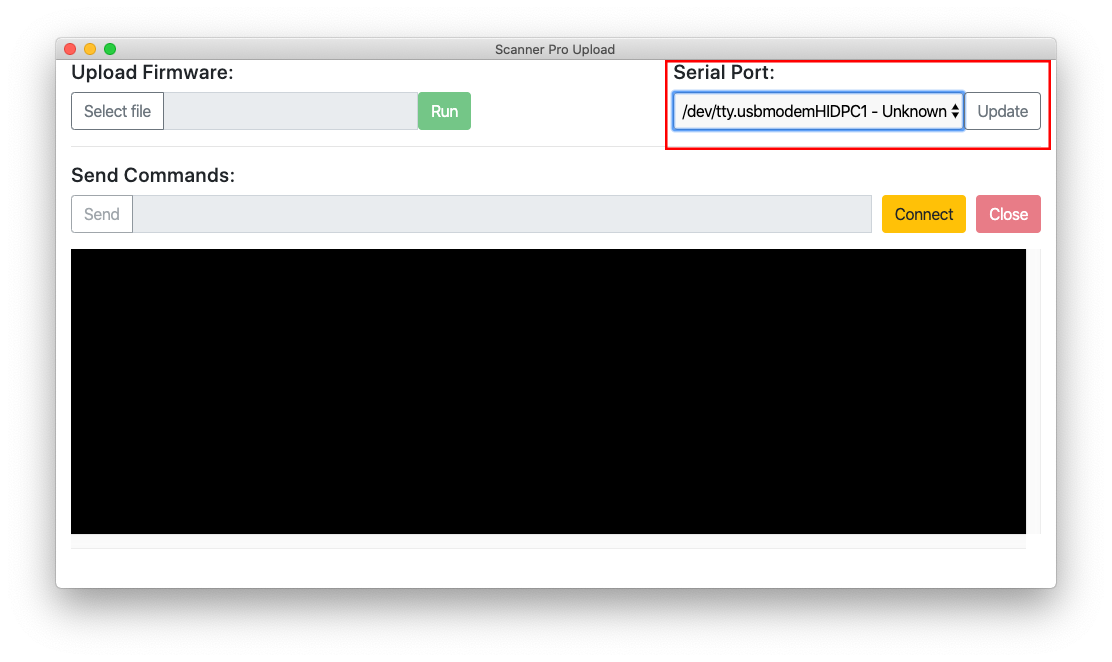 Scanner Pro Upload
Upload Firmware:
Select file
Run
Serial Port:
/dev/tty.usbmodemHIDPC1 - Unknown
Update
Send Commands:
Send
Connect
Close